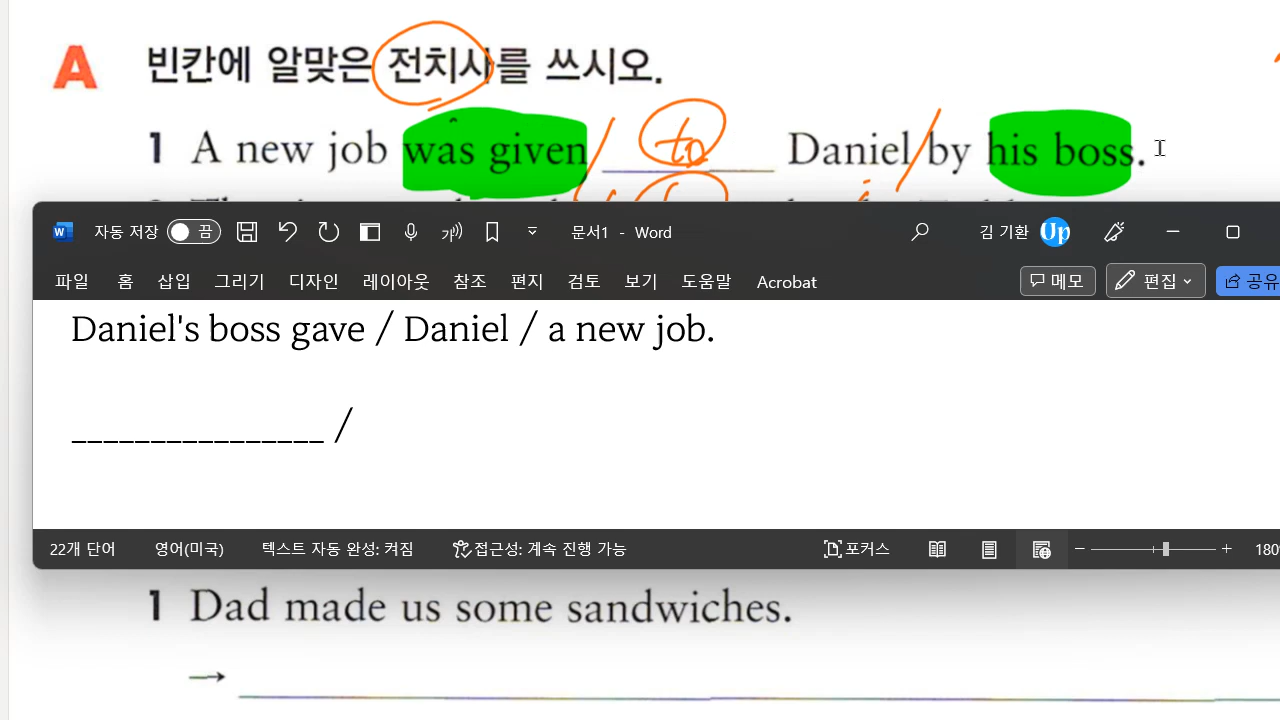 A 빈칸에 알맞은 전치사를 쓰시오.
1 A new job was given / to Daniel / by his boss.
자동 저장 끔 문서1 - Word 김 기환 Up
파일 홈 삽입 그리기 디자인 레이아웃 참조 편지 검토 보기 도움말 Acrobat 메모 편집 공유
Daniel's boss gave / Daniel / a new job.
________________ /
22개 단어 영어(미국) 텍스트 자동 완성: 켜짐 접근성: 계속 진행 가능 포커스 180
1 Dad made us some sandwiches.
→